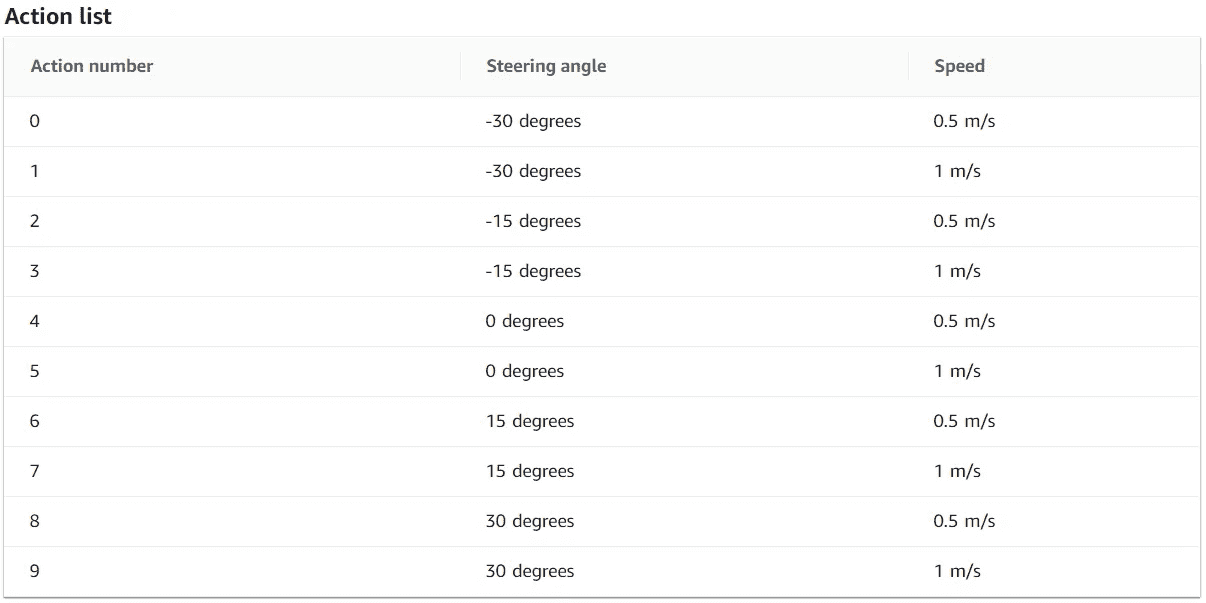 Action list
Action number Steering angle Speed
0 -30 degrees 0.5 m/s
1 -30 degrees 1 m/s
2 -15 degrees 0.5 m/s
3 -15 degrees 1 m/s
4 0 degrees 0.5 m/s
5 0 degrees 1 m/s
6 15 degrees 0.5 m/s
7 15 degrees 1 m/s
8 30 degrees 0.5 m/s
9 30 degrees 1 m/s